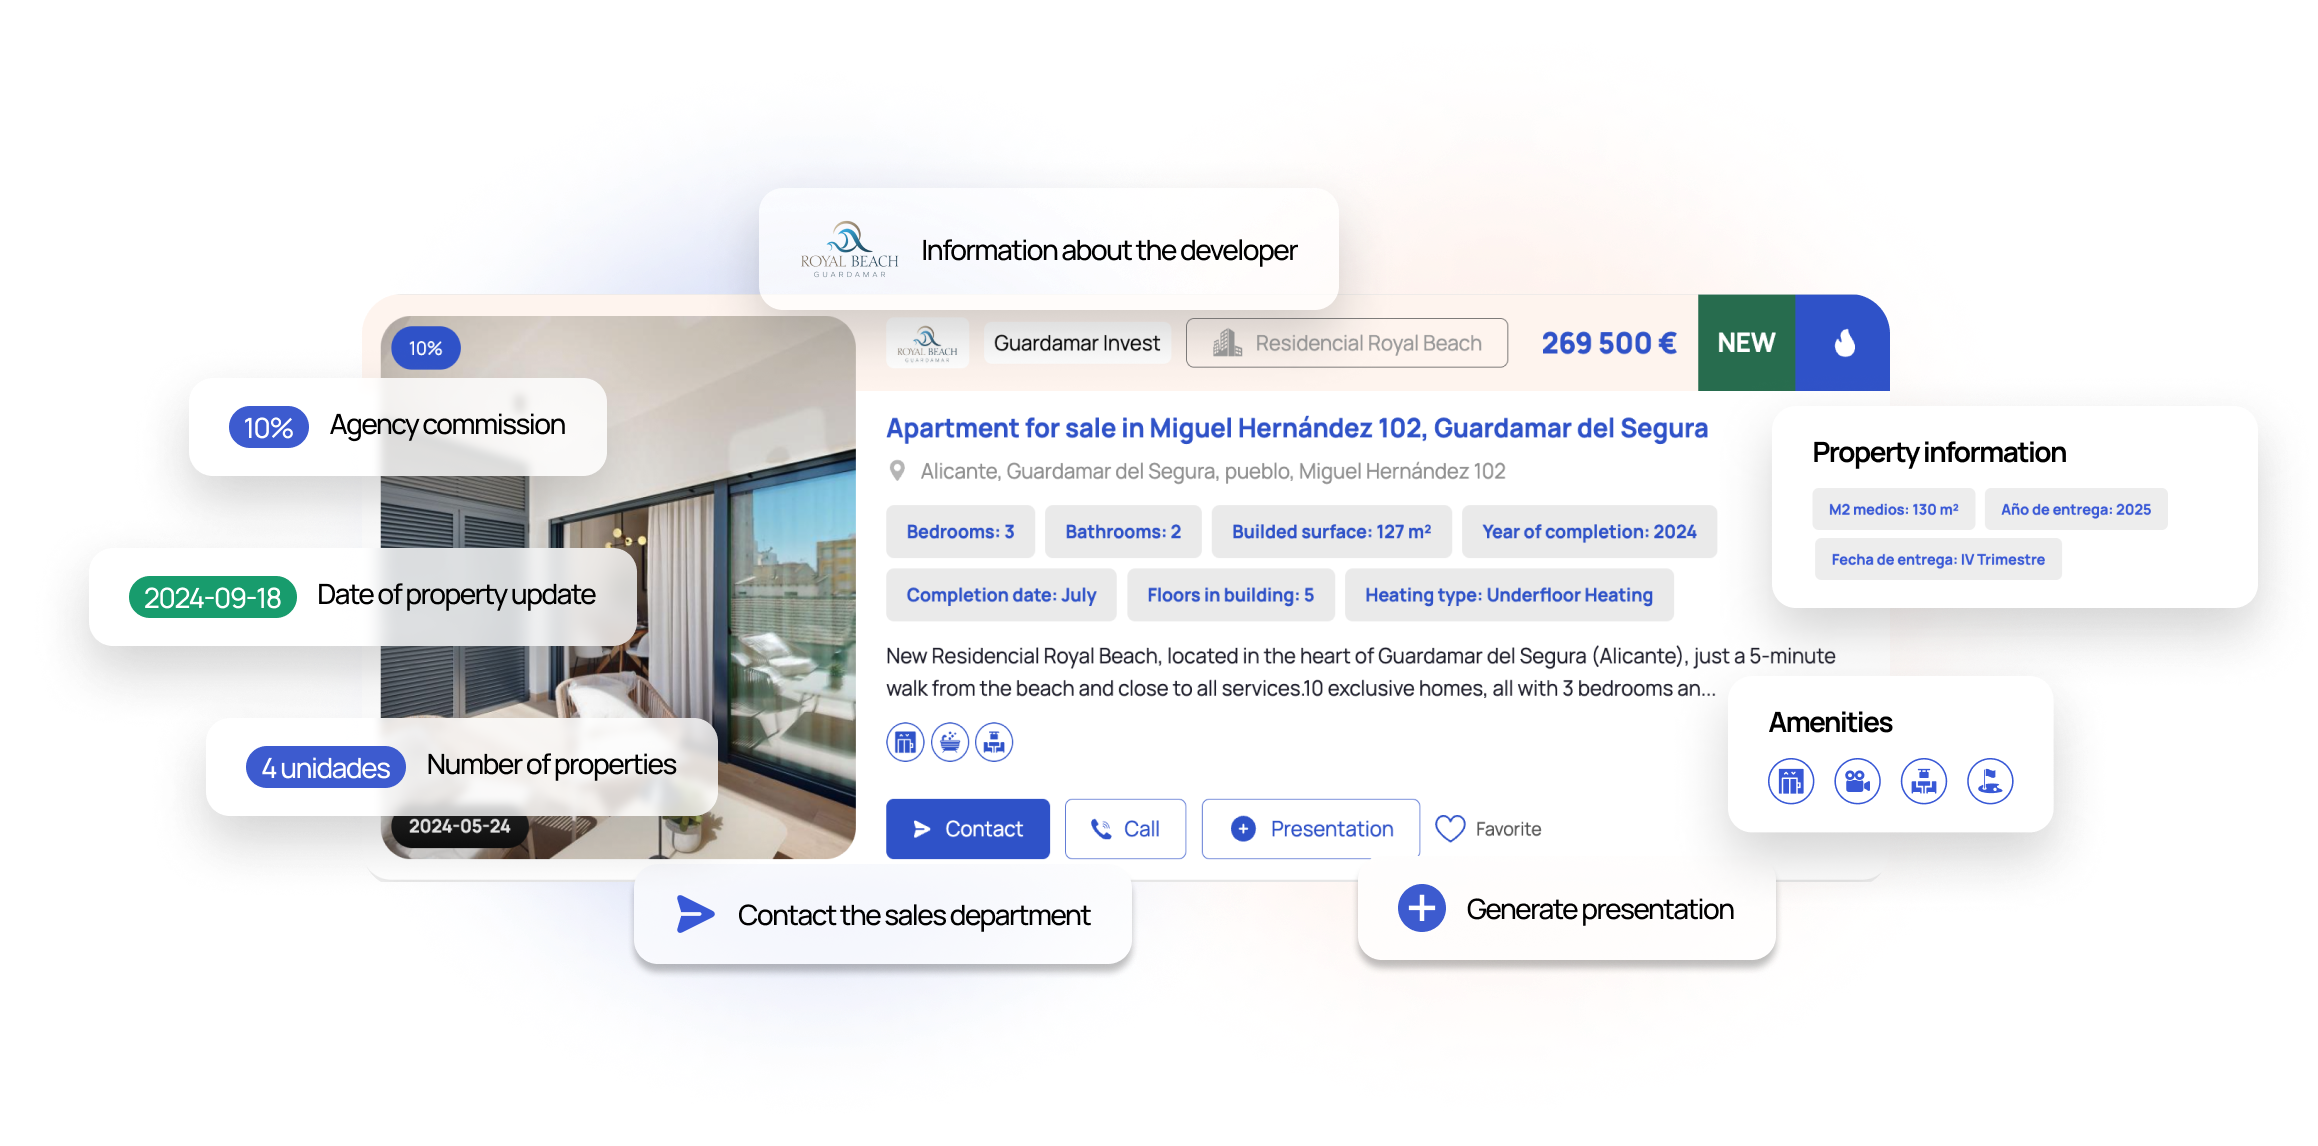 ROYAL BEACH
GUARDAMAR
Information about the developer
10%
ROYAL BEACH
GUARDAMAR
Guardamar Invest
Residencial Royal Beach
269 500 €
NEW
10%
Agency commission
Apartment for sale in Miguel Hernández 102, Guardamar del Segura
Alicante, Guardamar del Segura, pueblo, Miguel Hernández 102
Bedrooms: 3
Bathrooms: 2
Builded surface: 127 m²
Year of completion: 2024
Completion date: July
Floors in building: 5
Heating type: Underfloor Heating
Property information
M2 medios: 130 m²
Año de entrega: 2025
Fecha de entrega: IV Trimestre
2024-09-18
Date of property update
New Residencial Royal Beach, located in the heart of Guardamar del Segura (Alicante), just a 5-minute
walk from the beach and close to all services.10 exclusive homes, all with 3 bedrooms an...
4 unidades
Number of properties
Amenities
2024-05-24
Contact
Call
Presentation
Favorite
Contact the sales department
Generate presentation